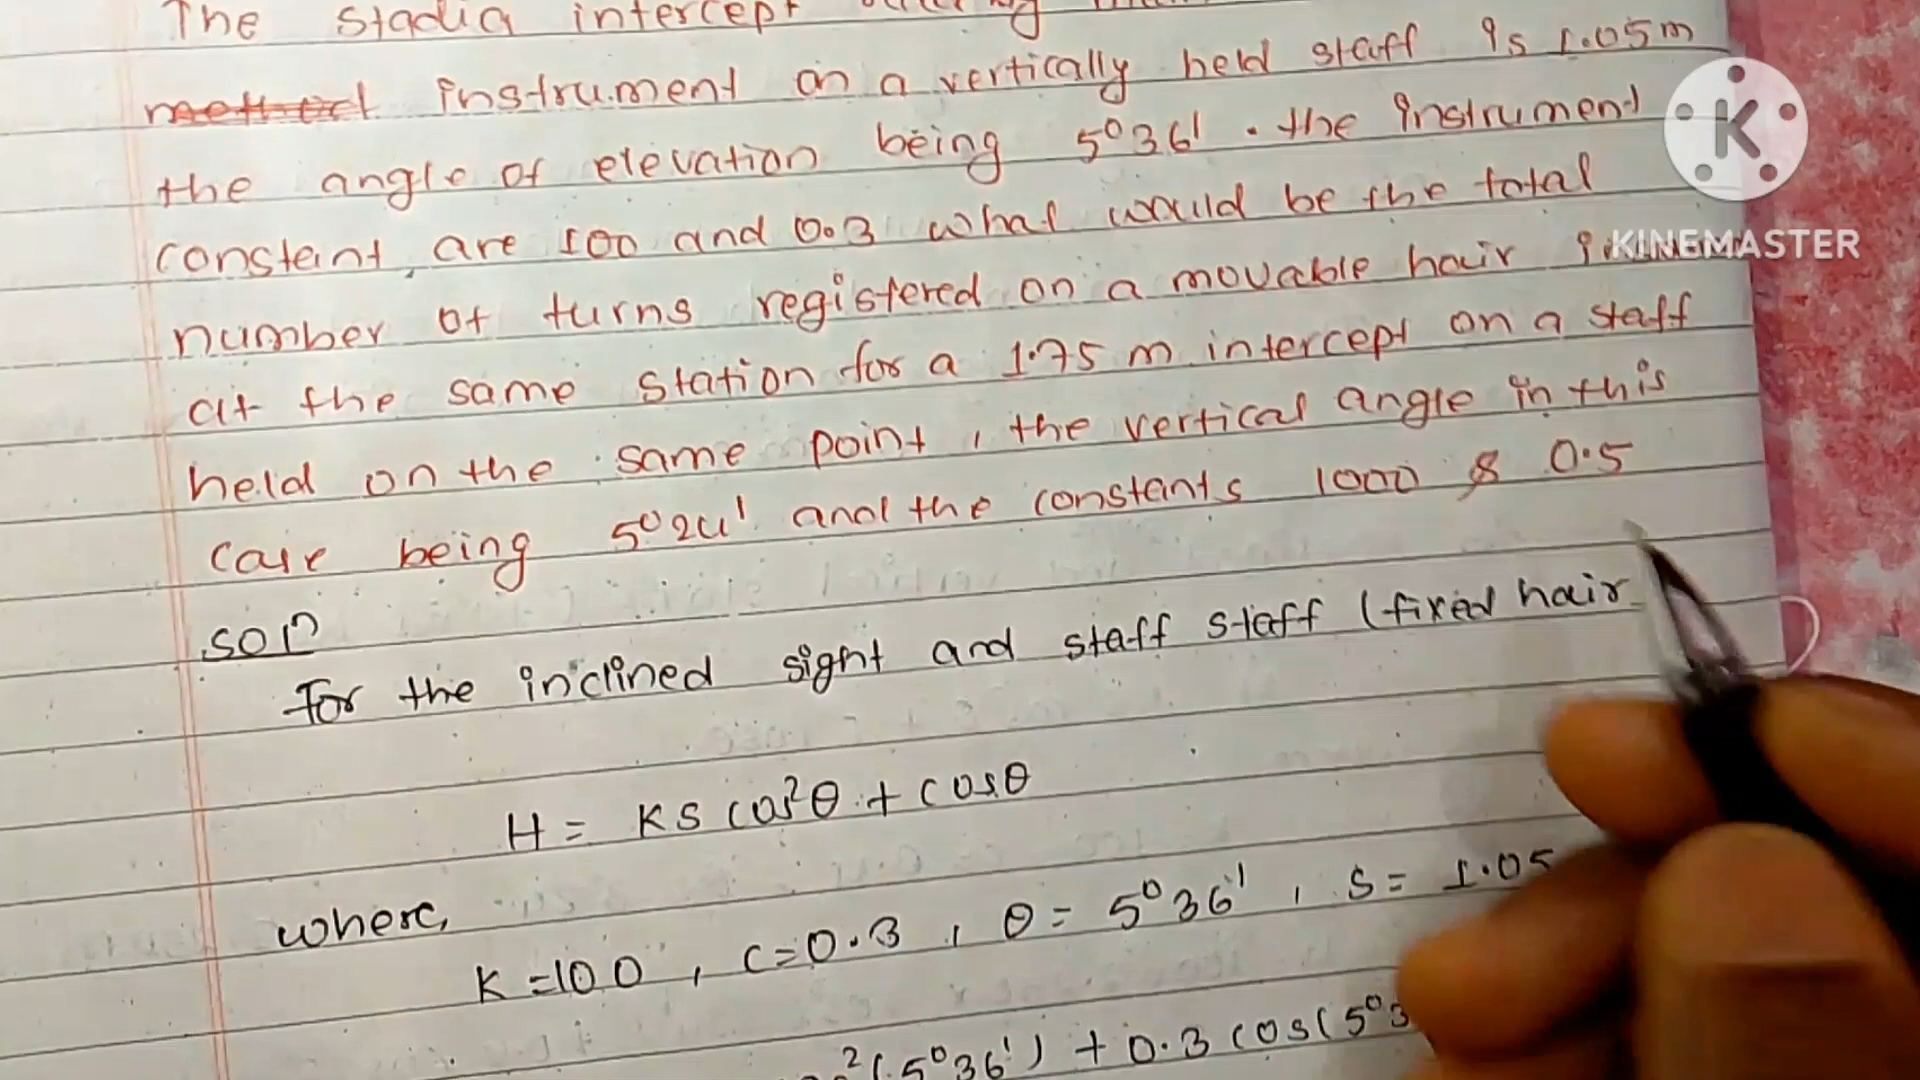 The stadia intercept
method instrument on a vertically held staff is 1.05m
the angle of elevation being 5°36'. the instrument
constant are 100 and 0.3 what would be the total
number of turns registered on a movable hair
at the same station for a 1.75 m intercept on a staff
held on the same point, the vertical angle in this
case being 5°24' and the constants 1000 & 0.5
Soln
For the inclined sight and staff staff (fixed hair
H = KS cos²θ + cosθ
where,
K = 100, C = 0.3, θ = 5°36', S = 1.05
²(5°36') + 0.3 cos(5°3
K
KINEMASTER